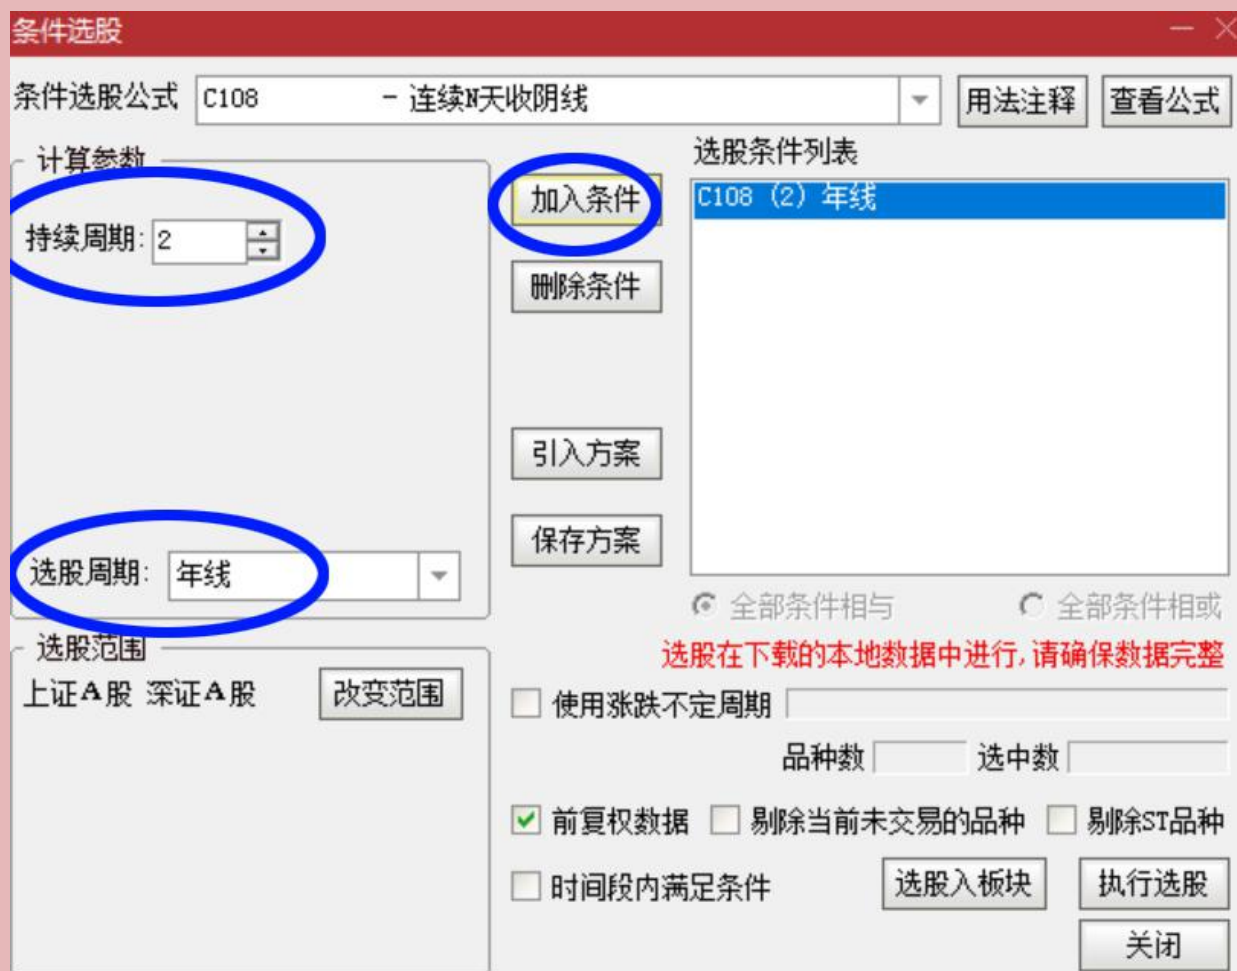 条件选股
条件选股公式 C108 - 连续N天收阴线 用法注释 查看公式
计算参数
持续周期: 2
选股周期: 年线
加入条件
删除条件
引入方案
保存方案
选股条件列表
C108 (2) 年线
全部条件相与 全部条件相或
选股在下载的本地数据中进行,请确保数据完整
选股范围
上证A股 深证A股 改变范围
使用涨跌不定周期
品种数 选中数
前复权数据 剔除当前未交易的品种 剔除ST品种
时间段内满足条件 选股入板块 执行选股
关闭